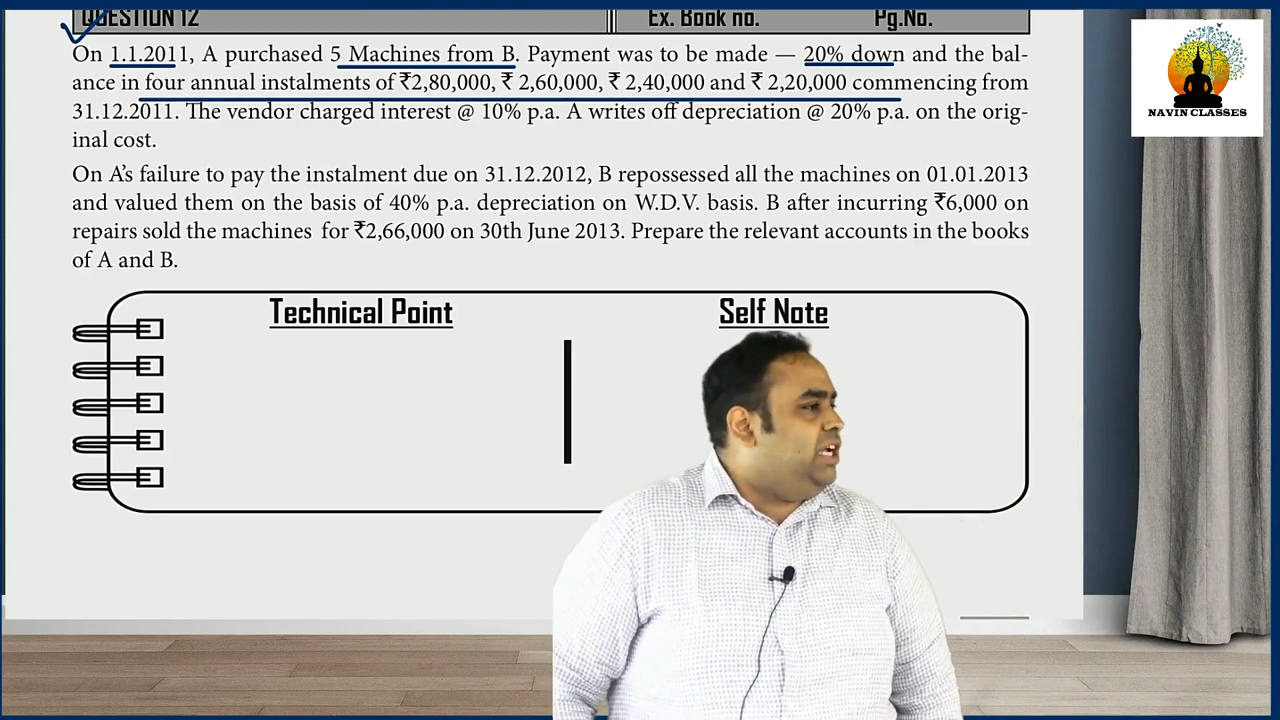 QUESTION 12 Ex. Book no. Pg.No.
On 1.1.2011, A purchased 5 Machines from B. Payment was to be made — 20% down and the bal-
ance in four annual instalments of ₹2,80,000, ₹ 2,60,000, ₹ 2,40,000 and ₹ 2,20,000 commencing from
31.12.2011. The vendor charged interest @ 10% p.a. A writes off depreciation @ 20% p.a. on the orig-
inal cost.
On A's failure to pay the instalment due on 31.12.2012, B repossessed all the machines on 01.01.2013
and valued them on the basis of 40% p.a. depreciation on W.D.V. basis. B after incurring ₹6,000 on
repairs sold the machines for ₹2,66,000 on 30th June 2013. Prepare the relevant accounts in the books
of A and B.
Technical Point
Self Note
NAVIN CLASSES